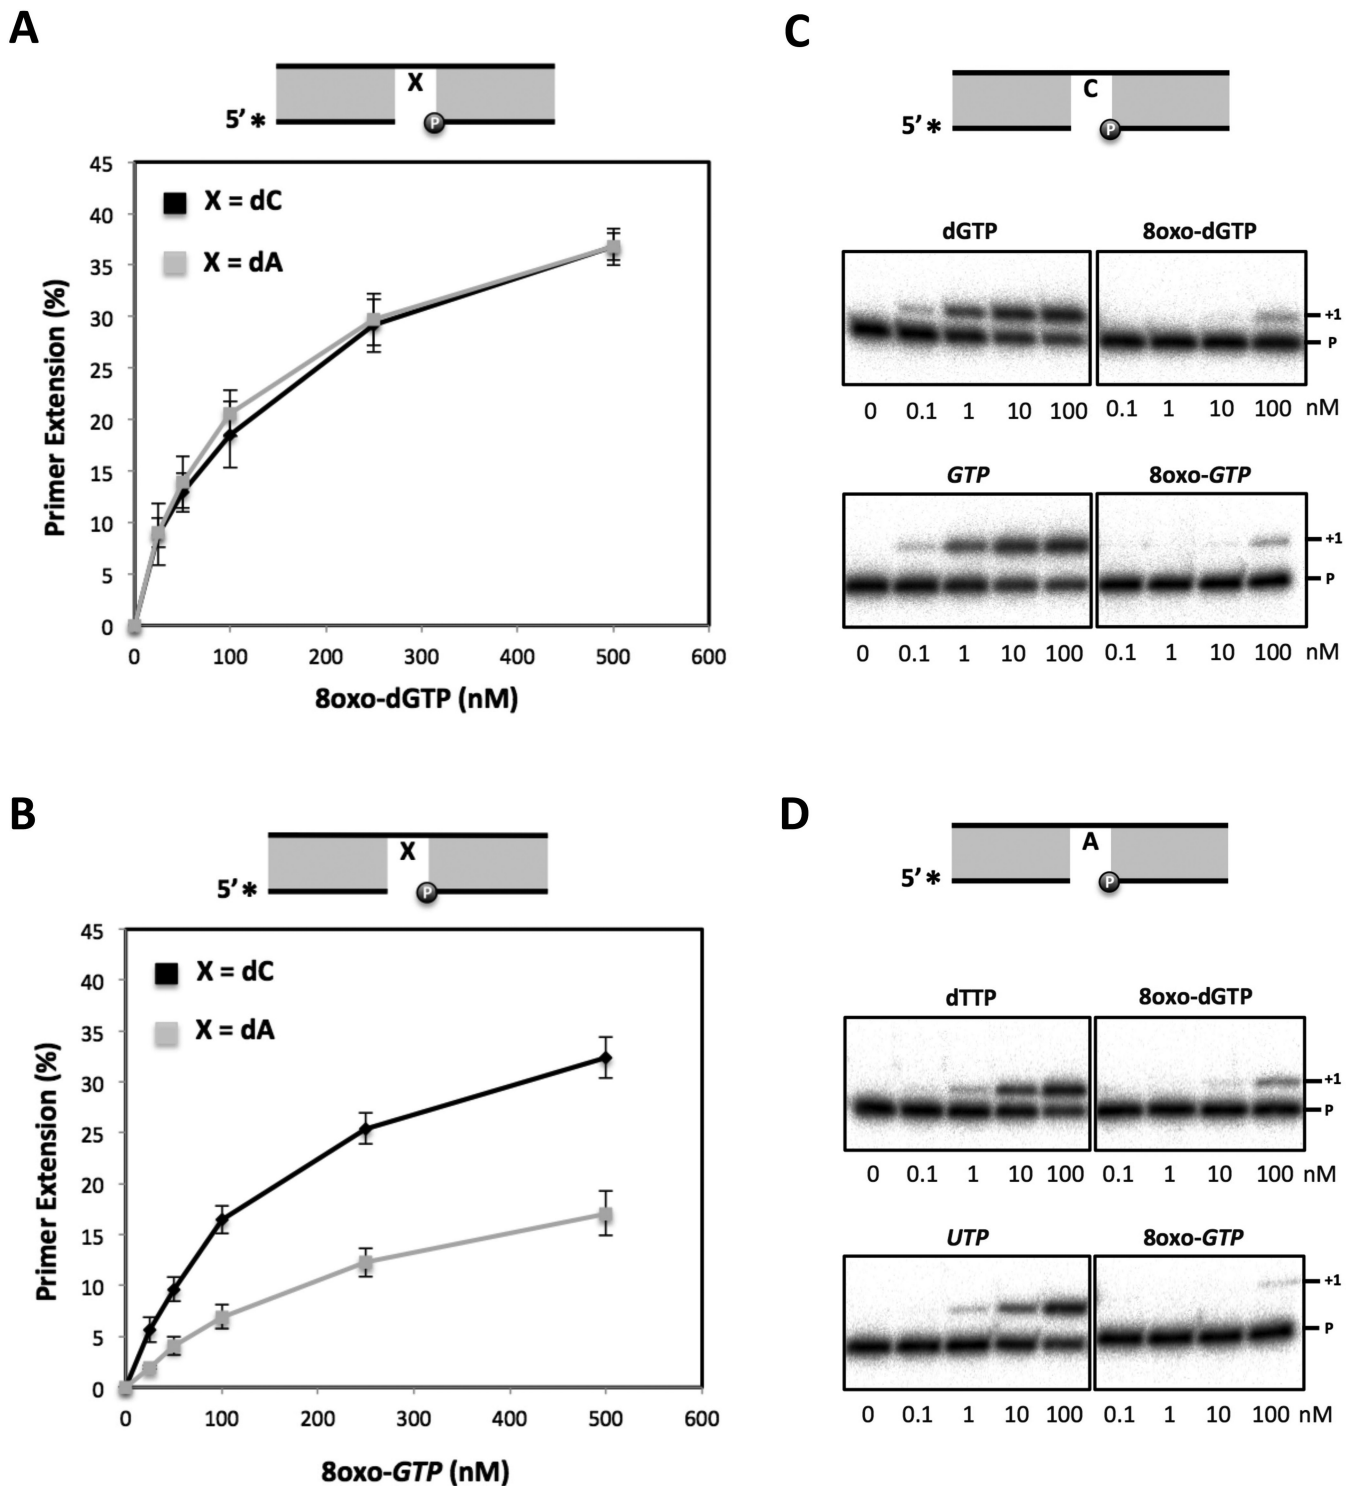 A
X
5’ *
P
45
40
35
30
25
20
15
10
5
0
X = dC
X = dA
Primer Extension (%)
0 100 200 300 400 500 600
8oxo-dGTP (nM)
B
X
5’ *
P
45
40
35
30
25
20
15
10
5
0
X = dC
X = dA
Primer Extension (%)
0 100 200 300 400 500 600
8oxo-GTP (nM)
C
C
5’ *
P
dGTP 8oxo-dGTP
+1
P
0 0.1 1 10 100 0.1 1 10 100 nM
GTP 8oxo-GTP
+1
P
0 0.1 1 10 100 0.1 1 10 100 nM
D
A
5’ *
P
dTTP 8oxo-dGTP
+1
P
0 0.1 1 10 100 0.1 1 10 100 nM
UTP 8oxo-GTP
+1
P
0 0.1 1 10 100 0.1 1 10 100 nM